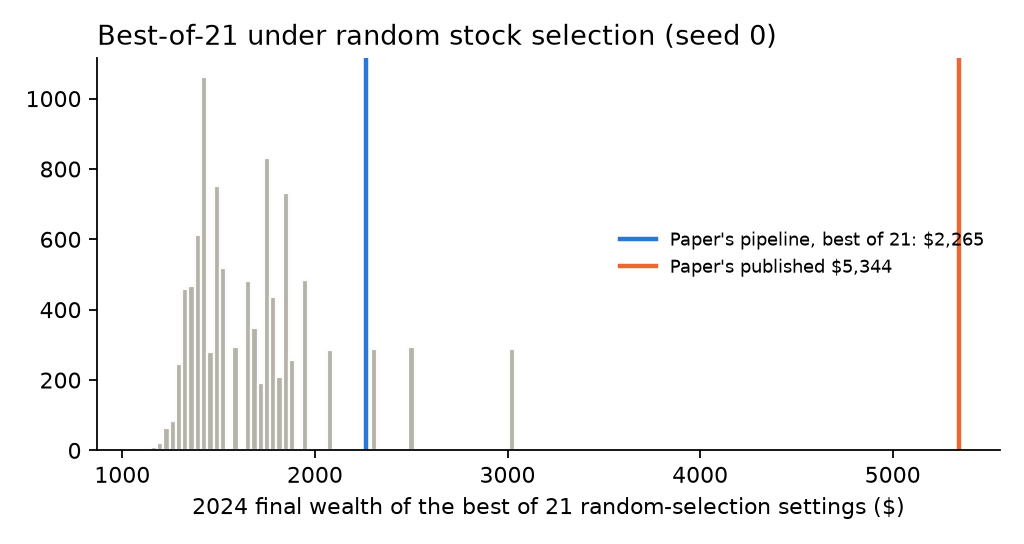 Best-of-21 under random stock selection (seed 0)
1000
800
600
400
200
0
Paper's pipeline, best of 21: $2,265
Paper's published $5,344
1000 2000 3000 4000 5000
2024 final wealth of the best of 21 random-selection settings ($)